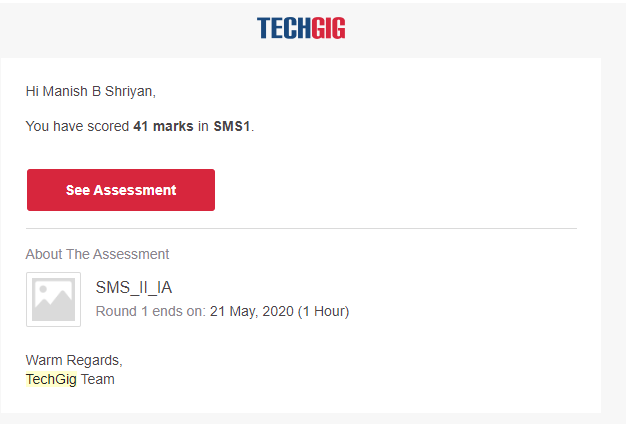 TECHGIG
Hi Manish B Shriyan,
You have scored 41 marks in SMS1.
See Assessment
About The Assessment
SMS_II_IA
Round 1 ends on: 21 May, 2020 (1 Hour)
Warm Regards,
TechGig Team